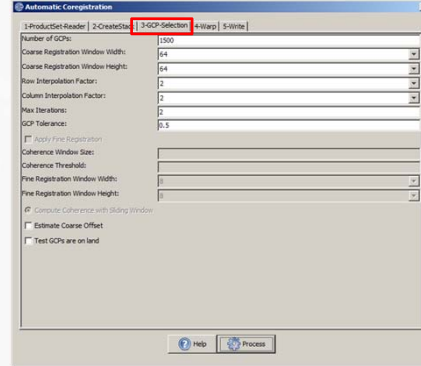 Automatic Coregistration
1-ProductSet-Reader 2-CreateStack 3-GCP-Selection 4-Warp 5-Write
Number of GCPs: 1500
Coarse Registration Window Width: 64
Coarse Registration Window Height: 64
Row Interpolation Factor: 2
Column Interpolation Factor: 2
Max Iterations: 2
GCP Tolerance: 0.5
Apply Fine Registration
Coherence Window Size:
Coherence Threshold:
Fine Registration Window Width: 8
Fine Registration Window Height: 8
Compute Coherence with Sliding Window
Estimate Coarse Offset
Test GCPs are on land
Help Process